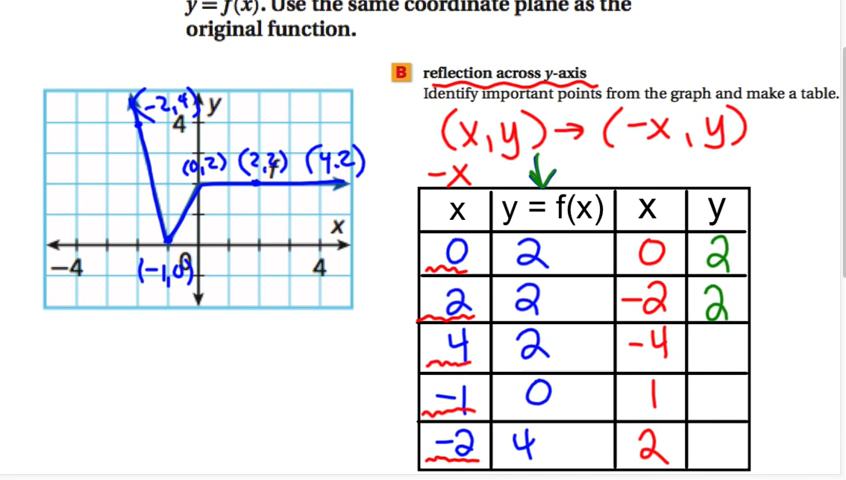 y = f(x). Use the same coordinate plane as the
original function.
B reflection across y-axis
Identify important points from the graph and make a table.
(x,y) → (-x, y)
-x
x y = f(x) x y
0 2 0 2
2 2 -2 2
4 2 -4
-1 0 1
-2 4 2
(-2,4) y
4
(0,2) (2,2) (4.2)
x
-4 (-1,0) 0 4